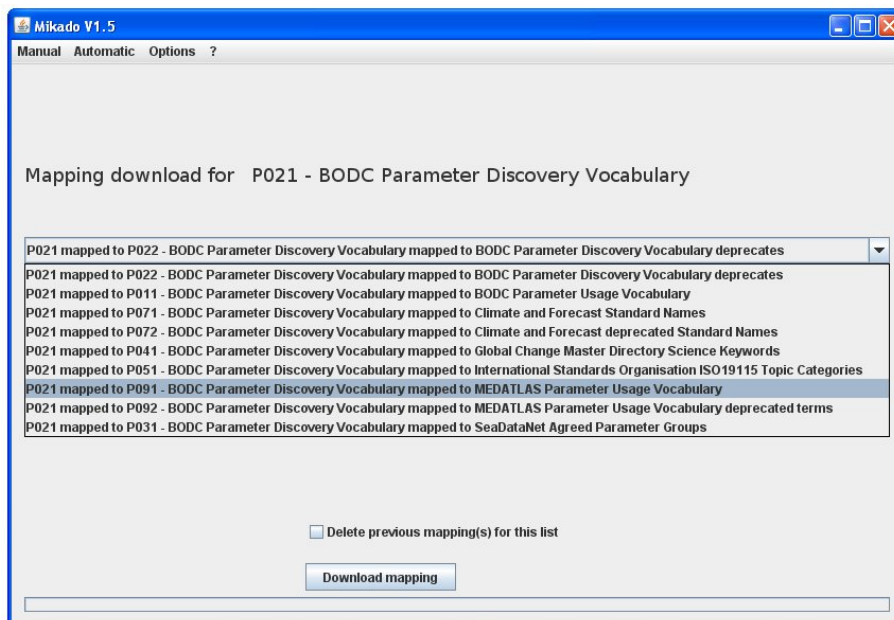 Mikado V1.5
Manual Automatic Options ?
Mapping download for P021 - BODC Parameter Discovery Vocabulary
P021 mapped to P022 - BODC Parameter Discovery Vocabulary mapped to BODC Parameter Discovery Vocabulary deprecates
P021 mapped to P022 - BODC Parameter Discovery Vocabulary mapped to BODC Parameter Discovery Vocabulary deprecates
P021 mapped to P011 - BODC Parameter Discovery Vocabulary mapped to BODC Parameter Usage Vocabulary
P021 mapped to P071 - BODC Parameter Discovery Vocabulary mapped to Climate and Forecast Standard Names
P021 mapped to P072 - BODC Parameter Discovery Vocabulary mapped to Climate and Forecast deprecated Standard Names
P021 mapped to P041 - BODC Parameter Discovery Vocabulary mapped to Global Change Master Directory Science Keywords
P021 mapped to P051 - BODC Parameter Discovery Vocabulary mapped to International Standards Organisation ISO19115 Topic Categories
P021 mapped to P091 - BODC Parameter Discovery Vocabulary mapped to MEDATLAS Parameter Usage Vocabulary
P021 mapped to P092 - BODC Parameter Discovery Vocabulary mapped to MEDATLAS Parameter Usage Vocabulary deprecated terms
P021 mapped to P031 - BODC Parameter Discovery Vocabulary mapped to SeaDataNet Agreed Parameter Groups
Delete previous mapping(s) for this list
Download mapping